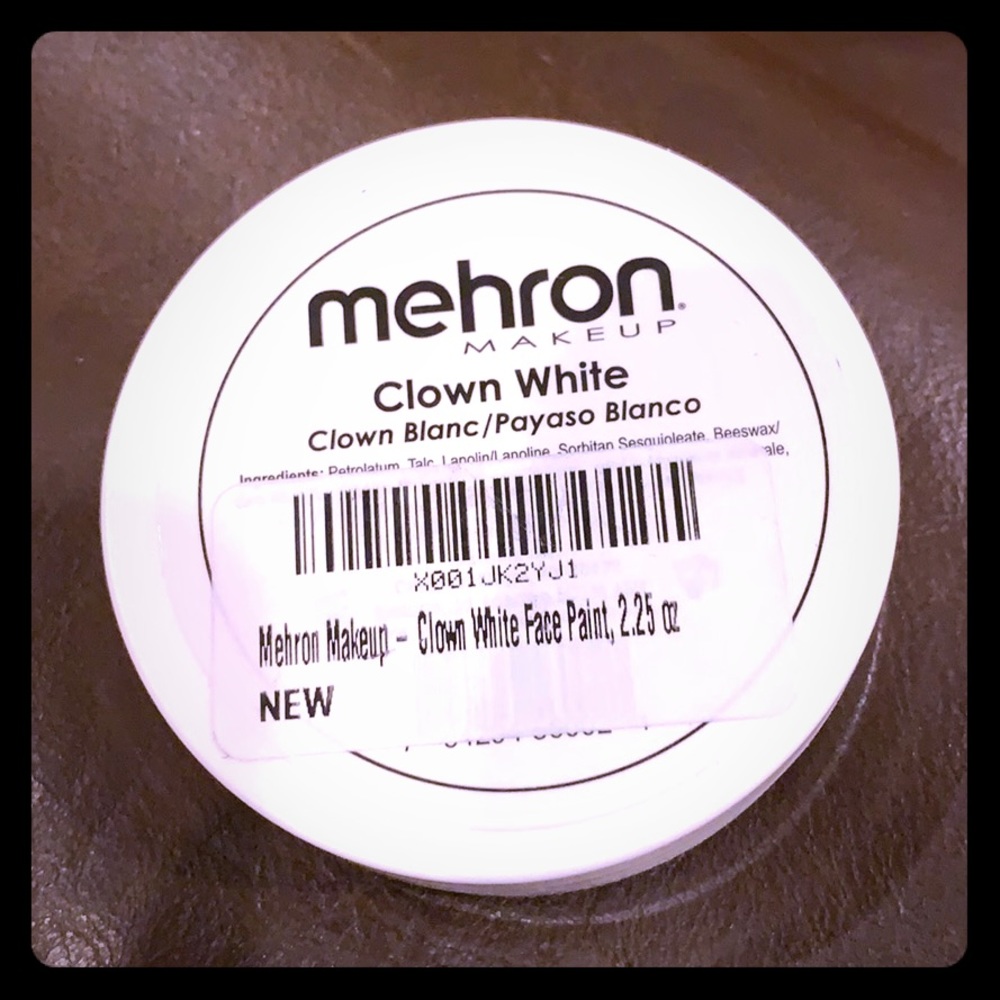 mehron
MAKEUP
Clown White
Clown Blanc/Payaso Blanco
Ingredients: Petrolatum, Talc, Lanolin/Lanoline, Sorbitan Sesquioleate, Beeswax/
X001JK2YJ1
Mehron Makeup - Clown White Face Paint, 2.25 oz
NEW